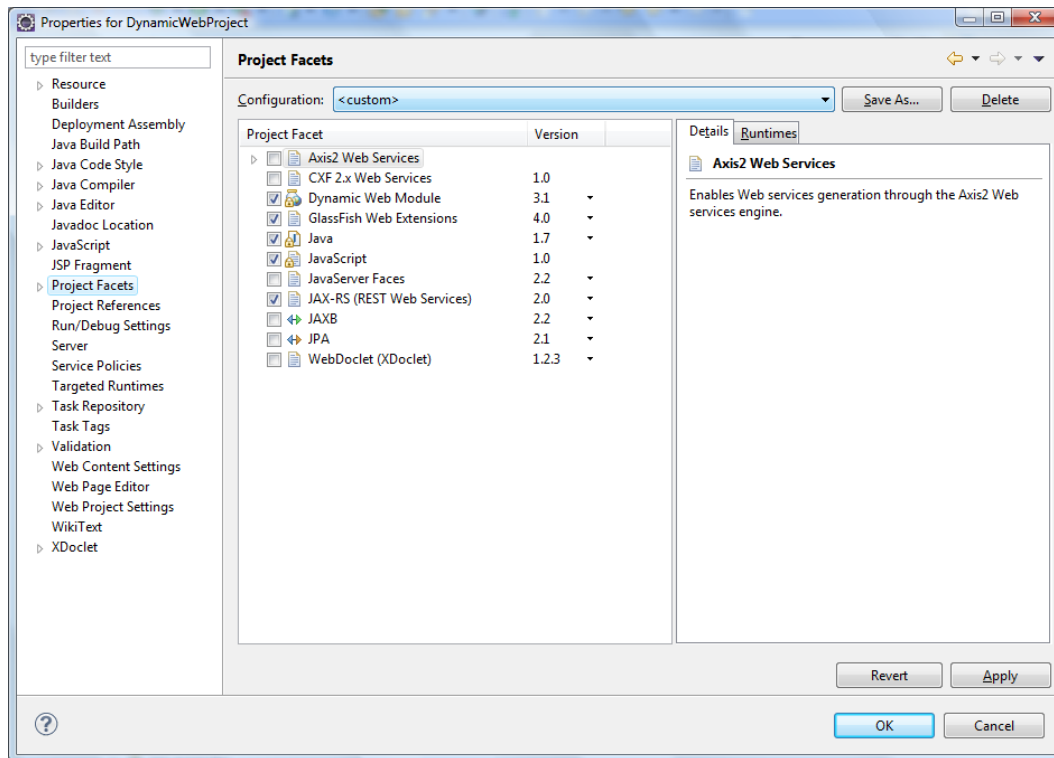 Properties for DynamicWebProject
type filter text
Resource
Builders
Deployment Assembly
Java Build Path
Java Code Style
Java Compiler
Java Editor
Javadoc Location
JavaScript
JSP Fragment
Project Facets
Project References
Run/Debug Settings
Server
Service Policies
Targeted Runtimes
Task Repository
Task Tags
Validation
Web Content Settings
Web Page Editor
Web Project Settings
WikiText
XDoclet
Project Facets
Configuration: <custom> Save As... Delete
Project Facet Version
Axis2 Web Services
CXF 2.x Web Services 1.0
Dynamic Web Module 3.1
GlassFish Web Extensions 4.0
Java 1.7
JavaScript 1.0
JavaServer Faces 2.2
JAX-RS (REST Web Services) 2.0
JAXB 2.2
JPA 2.1
WebDoclet (XDoclet) 1.2.3
Details Runtimes
Axis2 Web Services
Enables Web services generation through the Axis2 Web
services engine.
Revert Apply
OK Cancel